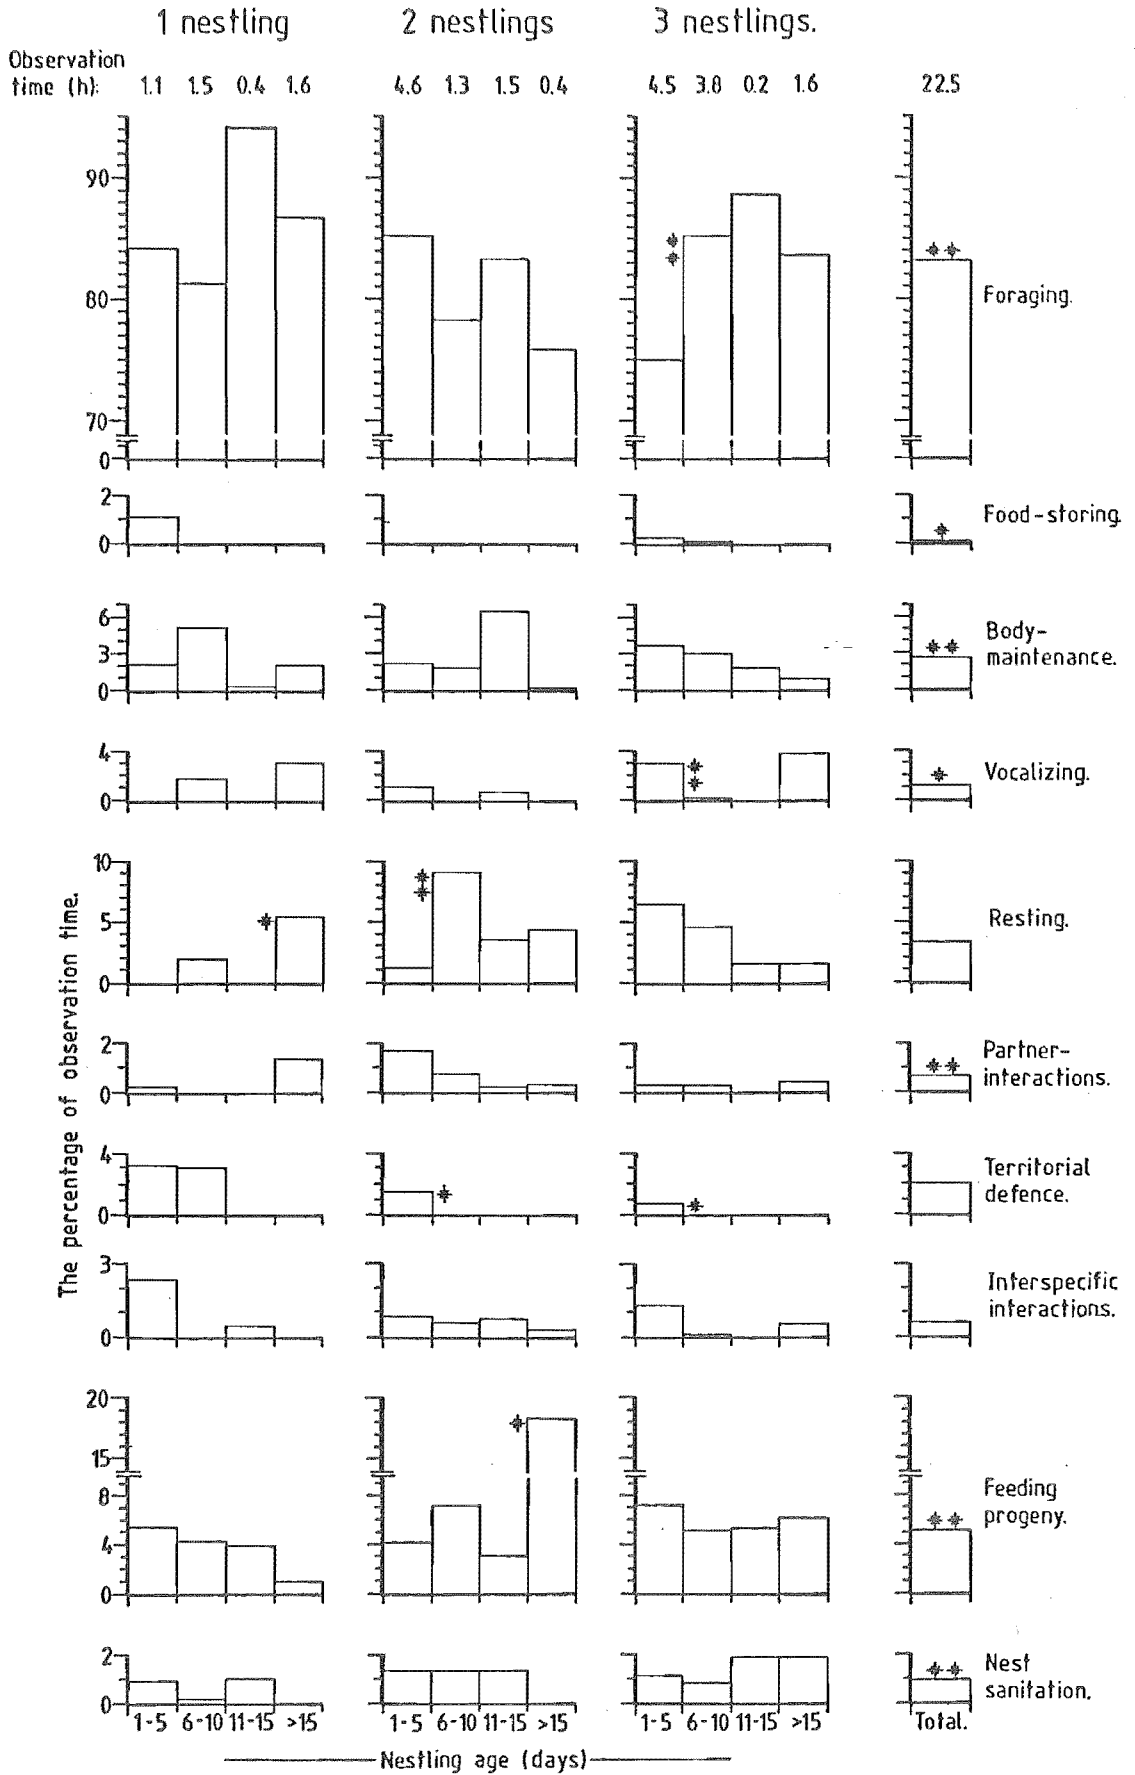 1 nestling 2 nestlings 3 nestlings.
Observation
time (h): 1.1 1.5 0.4 1.6 4.6 1.3 1.5 0.4 4.5 3.8 0.2 1.6 22.5
90
80
70
0
Foraging.
2
0
Food-storing.
6
3
0
Body-
maintenance.
4
0
Vocalizing.
10
5
0
Resting.
2
0
Partner-
interactions.
4
0
Territorial
defence.
3
0
Interspecific
interactions.
20
15
8
4
0
Feeding
progeny.
2
0
Nest
sanitation.
The percentage of observation time.
1-5 6-10 11-15 >15 1-5 6-10 11-15 >15 1-5 6-10 11-15 >15 Total.
Nestling age (days)